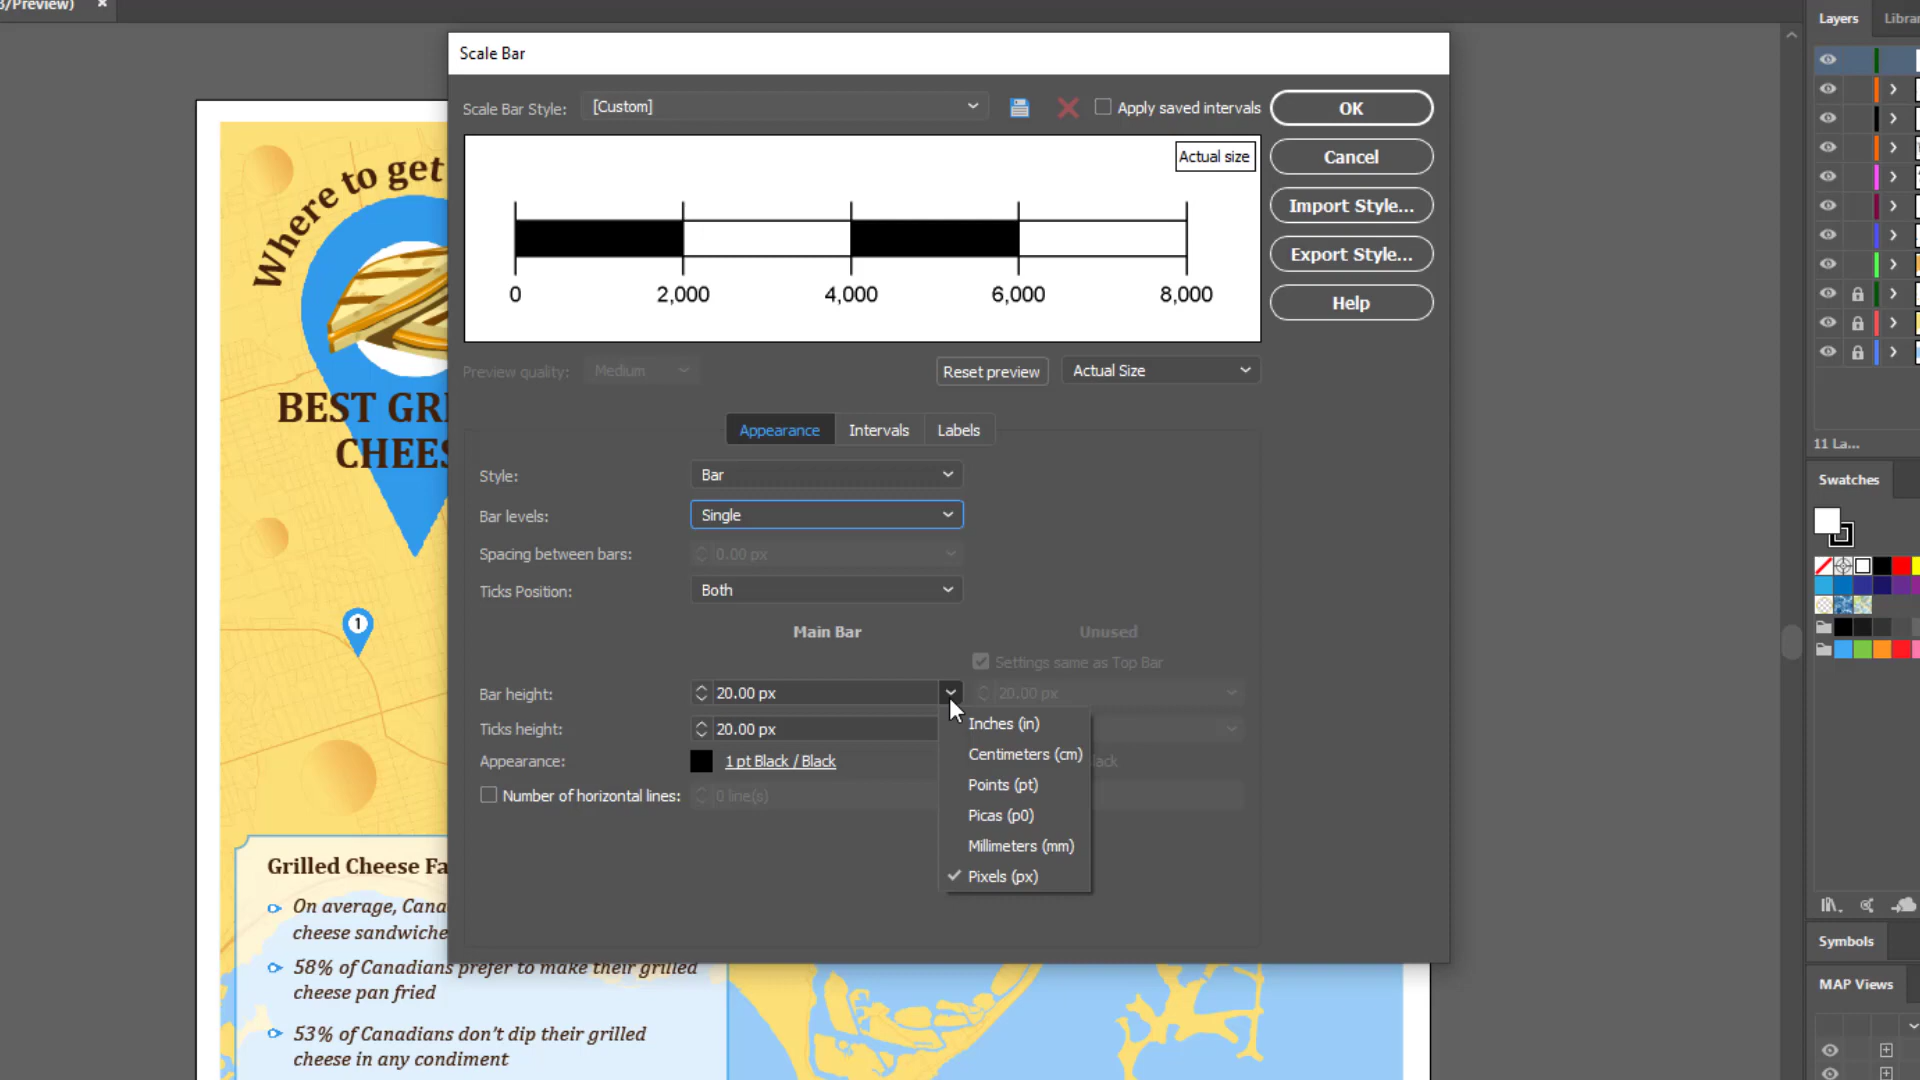 3/Preview)
×
Layers
Scale Bar
Scale Bar Style:
[Custom]
Apply saved intervals
OK
Actual size
Cancel
Import Style...
Export Style...
Help
0
2,000
4,000
6,000
8,000
Preview quality:
Medium
Reset preview
Actual Size
Appearance
Intervals
Labels
Style:
Bar
Bar levels:
Single
Spacing between bars:
0.00 px
Ticks Position:
Both
Main Bar
Unused
Settings same as Top Bar
Bar height:
20.00 px
20.00 px
Ticks height:
20.00 px
Appearance:
1 pt Black / Black
Number of horizontal lines:
0 line(s)
Inches (in)
Centimeters (cm)
Points (pt)
Picas (p0)
Millimeters (mm)
Pixels (px)
Where to get
BEST GR
CHEES
1
Grilled Cheese Fa
On average, Cana
cheese sandwiche
58% of Canadians prefer to make their grilled
cheese pan fried
53% of Canadians don't dip their grilled
cheese in any condiment
11 La...
Swatches
Symbols
MAP Views